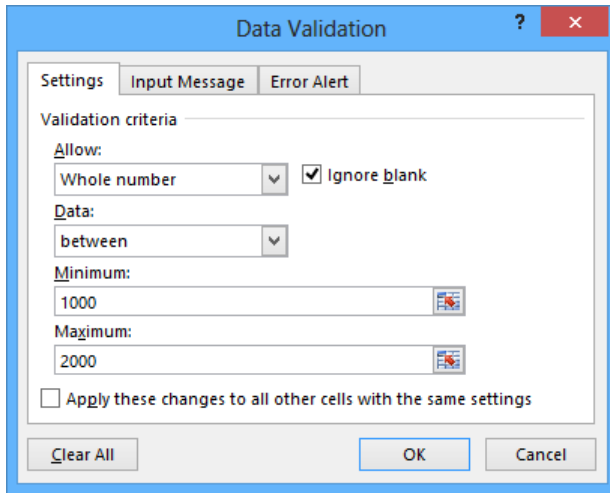 Data Validation ?
Settings Input Message Error Alert
Validation criteria
Allow:
Whole number Ignore blank
Data:
between
Minimum:
1000
Maximum:
2000
Apply these changes to all other cells with the same settings
Clear All OK Cancel